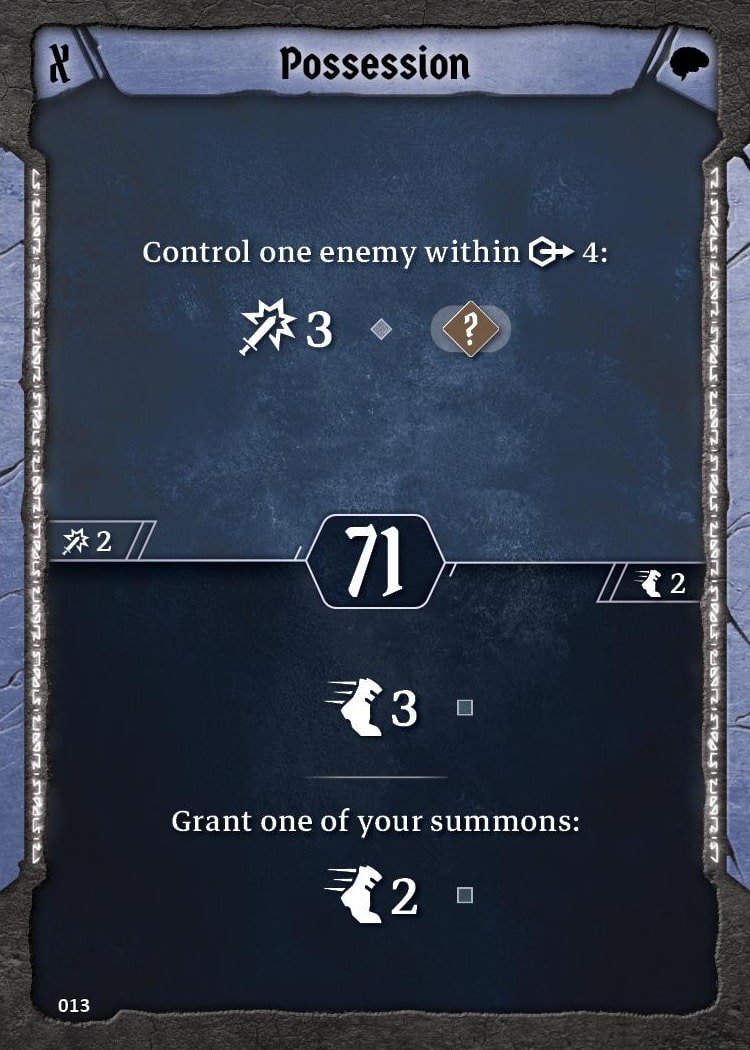 א Possession
Control one enemy within 4:
3 ?
2
71
2
3
Grant one of your summons:
2
013